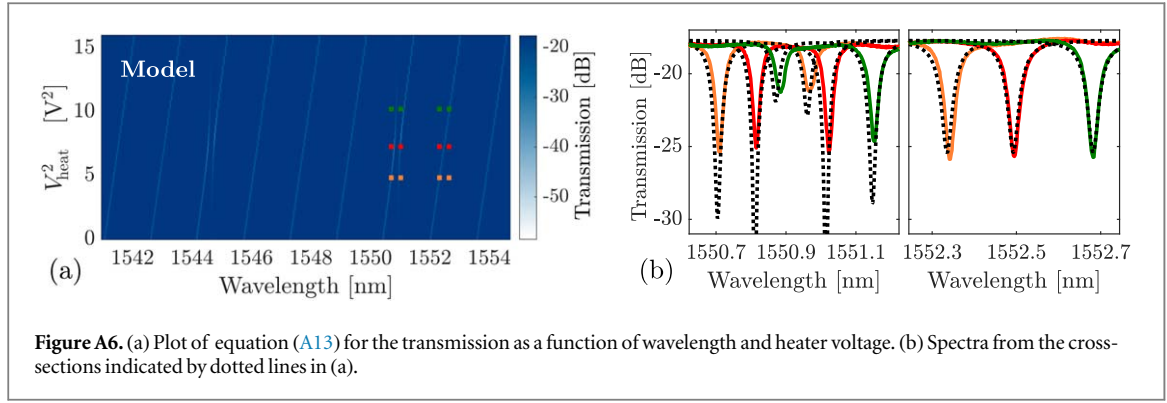 Model
15
10
5
0
V²heat [V²]
1542 1544 1546 1548 1550 1552 1554
Wavelength [nm]
(a)
-20
-30
-40
-50
Transmission [dB]
-20
-25
-30
Transmission [dB]
1550.7 1550.9 1551.1
Wavelength [nm]
1552.3 1552.5 1552.7
Wavelength [nm]
(b)
Figure A6. (a) Plot of equation (A13) for the transmission as a function of wavelength and heater voltage. (b) Spectra from the cross-
sections indicated by dotted lines in (a).